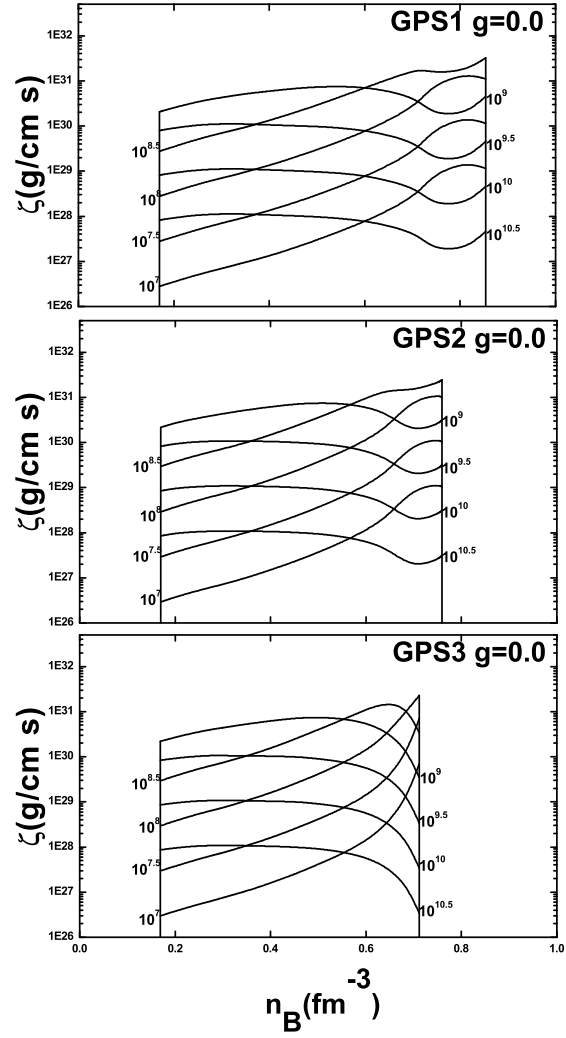 GPS1 g=0.0
1E32
1E31
1E30
1E29
1E28
1E27
1E26
ζ(g/cm s)
10^8.5
10^8
10^7.5
10^7
10^9
10^9.5
10^10
10^10.5
GPS2 g=0.0
1E32
1E31
1E30
1E29
1E28
1E27
1E26
ζ(g/cm s)
10^8.5
10^8
10^7.5
10^7
10^9
10^9.5
10^10
10^10.5
GPS3 g=0.0
1E32
1E31
1E30
1E29
1E28
1E27
1E26
ζ(g/cm s)
10^8.5
10^8
10^7.5
10^7
10^9
10^9.5
10^10
10^10.5
0.0 0.2 0.4 0.6 0.8 1.0
n_B(fm^-3)